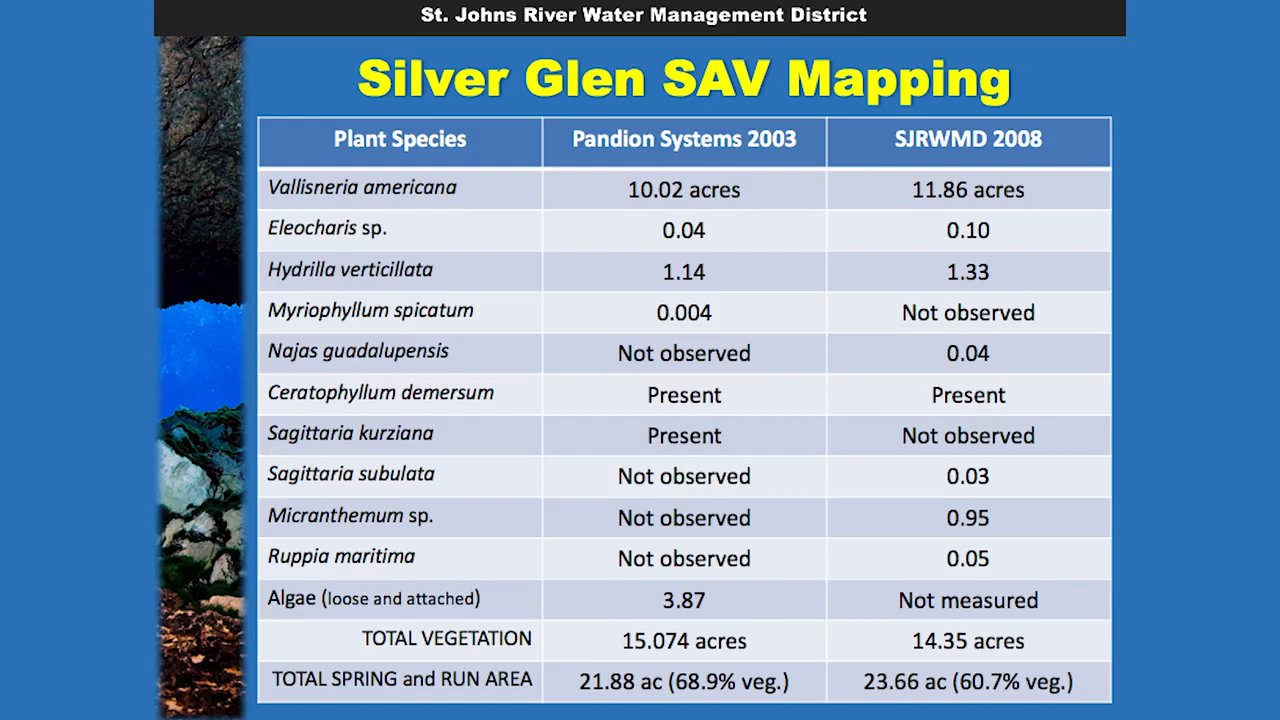 St. Johns River Water Management District
Silver Glen SAV Mapping
Plant Species Pandion Systems 2003 SJRWMD 2008
Vallisneria americana 10.02 acres 11.86 acres
Eleocharis sp. 0.04 0.10
Hydrilla verticillata 1.14 1.33
Myriophyllum spicatum 0.004 Not observed
Najas guadalupensis Not observed 0.04
Ceratophyllum demersum Present Present
Sagittaria kurziana Present Not observed
Sagittaria subulata Not observed 0.03
Micranthemum sp. Not observed 0.95
Ruppia maritima Not observed 0.05
Algae (loose and attached) 3.87 Not measured
TOTAL VEGETATION 15.074 acres 14.35 acres
TOTAL SPRING and RUN AREA 21.88 ac (68.9% veg.) 23.66 ac (60.7% veg.)